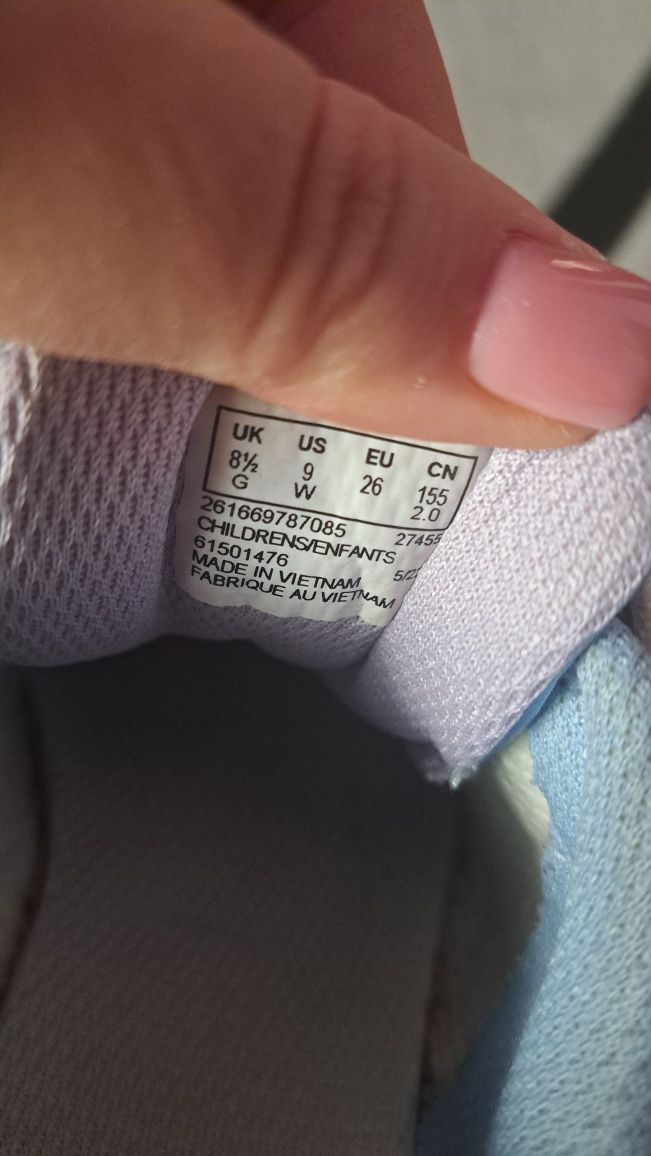 UK US EU CN
8½ 9 26 155
G W 2.0
261669787085 27455
CHILDRENS/ENFANTS
61501476
MADE IN VIETNAM
FABRIQUE AU VIETNAM